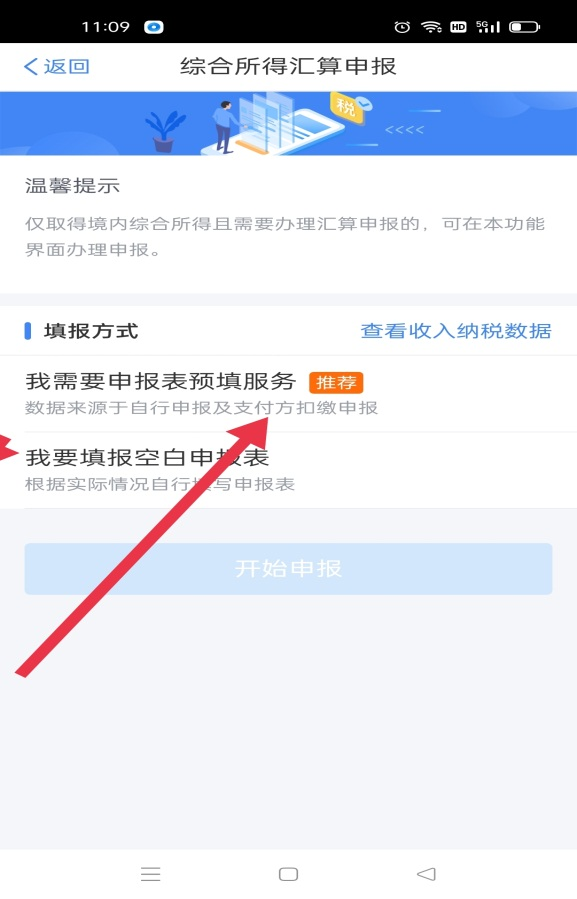 11:09
HD 5G
返回 综合所得汇算申报
税
温馨提示
仅取得境内综合所得且需要办理汇算申报的，可在本功能
界面办理申报。
填报方式 查看收入纳税数据
我需要申报表预填服务 推荐
数据来源于自行申报及支付方扣缴申报
我要填报空白申报表
根据实际情况自行填写申报表
开始申报